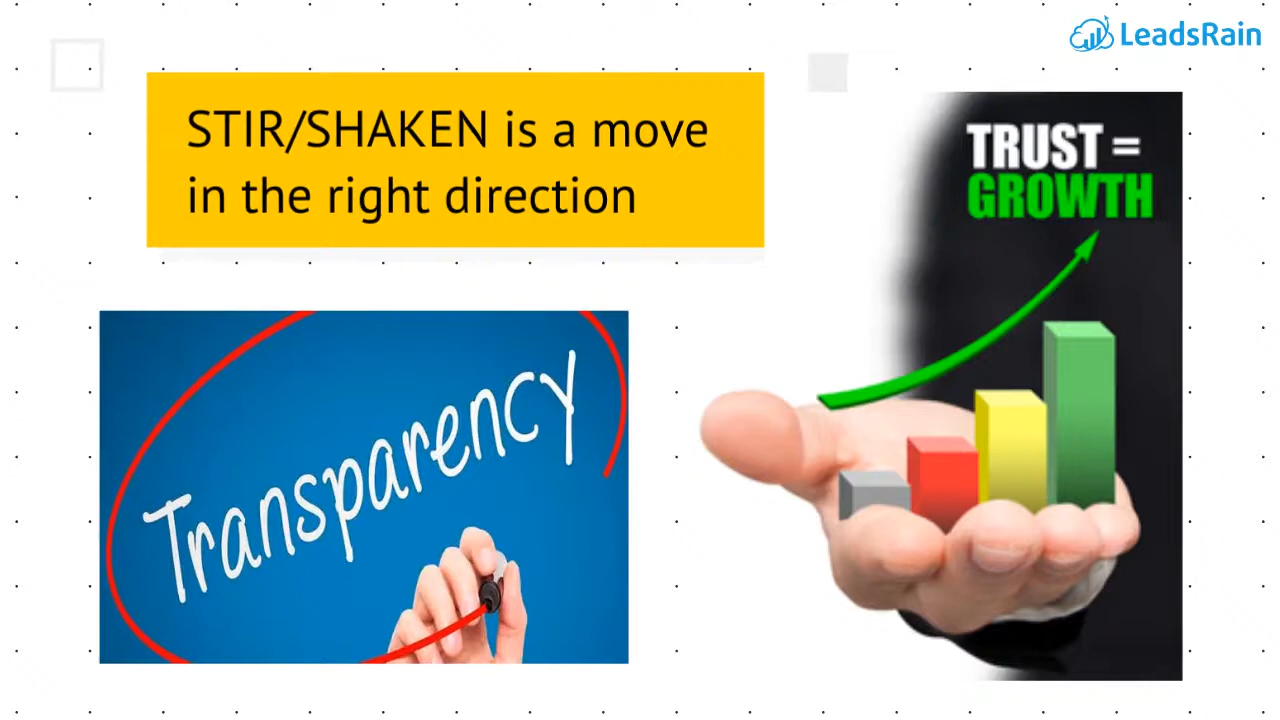 LeadsRain
STIR/SHAKEN is a move
in the right direction
TRUST =
GROWTH
Transparency